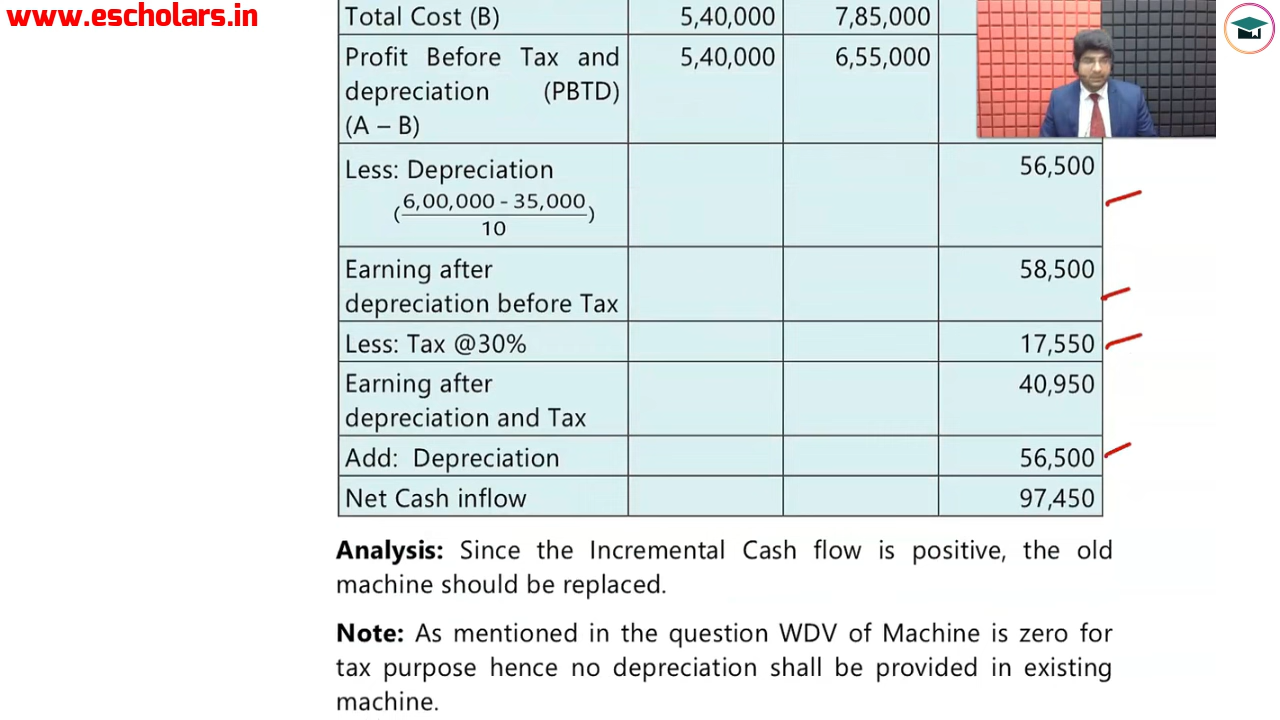 www.escholars.in
Total Cost (B) 5,40,000 7,85,000
Profit Before Tax and 5,40,000 6,55,000
depreciation (PBTD)
(A – B)
Less: Depreciation 56,500
(6,00,000 - 35,000
10)
Earning after 58,500
depreciation before Tax
Less: Tax @30% 17,550
Earning after 40,950
depreciation and Tax
Add: Depreciation 56,500
Net Cash inflow 97,450
Analysis: Since the Incremental Cash flow is positive, the old
machine should be replaced.
Note: As mentioned in the question WDV of Machine is zero for
tax purpose hence no depreciation shall be provided in existing
machine.